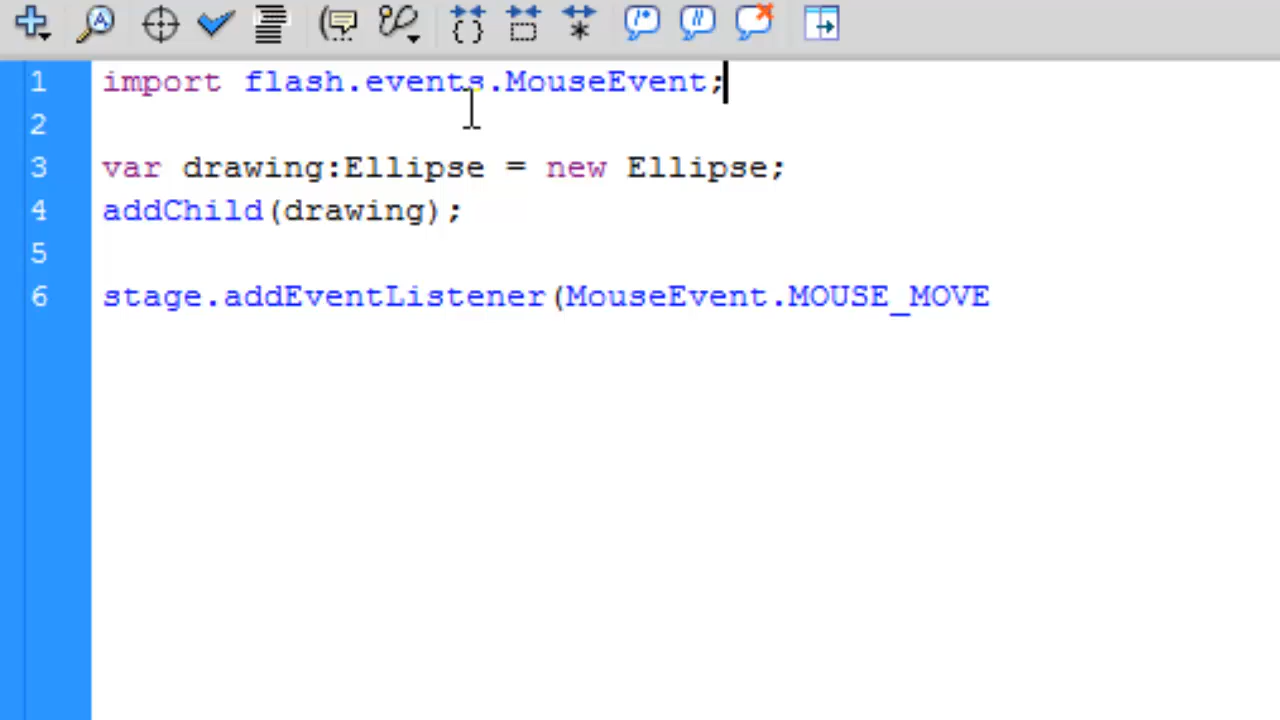 1 import flash.events.MouseEvent;
2
3 var drawing:Ellipse = new Ellipse;
4 addChild(drawing);
5
6 stage.addEventListener(MouseEvent.MOUSE_MOVE